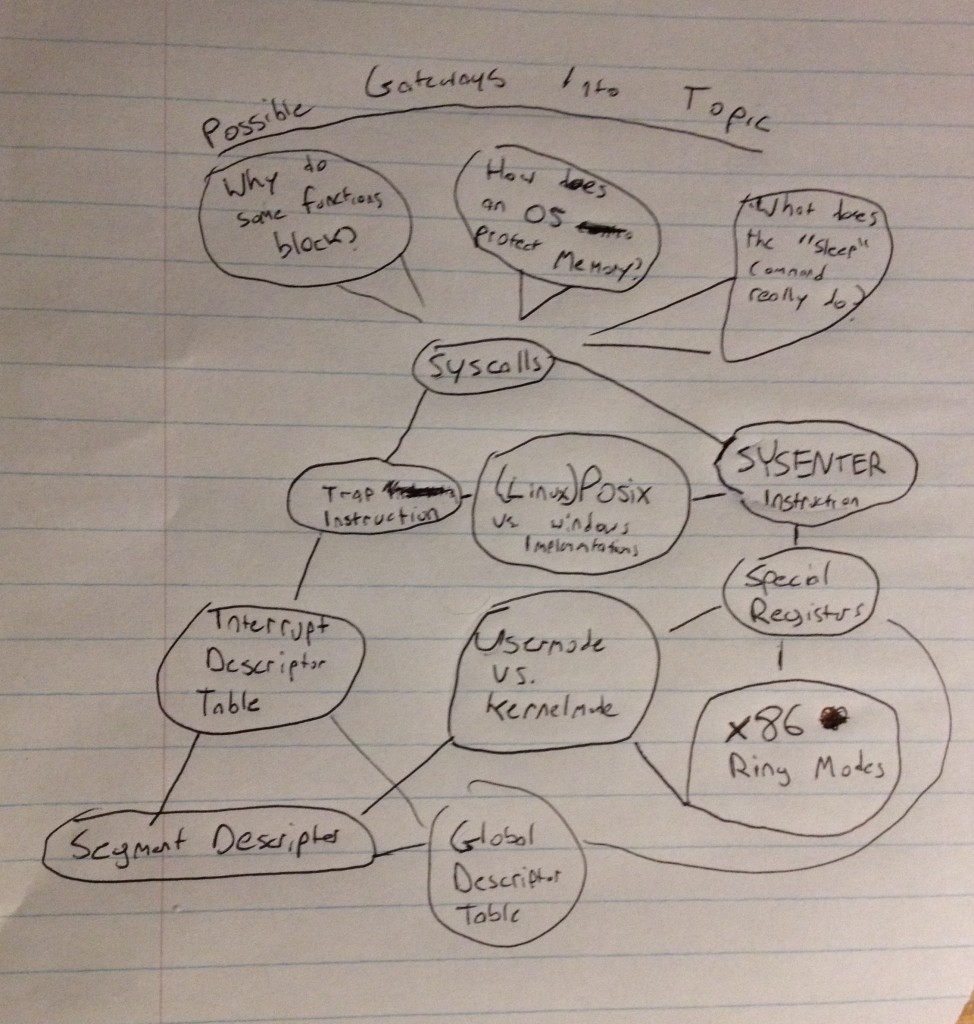 Possible Gateways Into Topic
Why do
some functions
block?
How does
an OS
Protect
Memory?
What does
the "sleep"
command
really do?
Syscalls
Trap
Instruction
(Linux)Posix
vs windows
SYSENTER
Instruction
Special
Registers
Interrupt
Descriptor
Table
Usermode
vs.
Kernelmode
x86
Ring Modes
Segment Descriptor
Global
Descriptor
Table